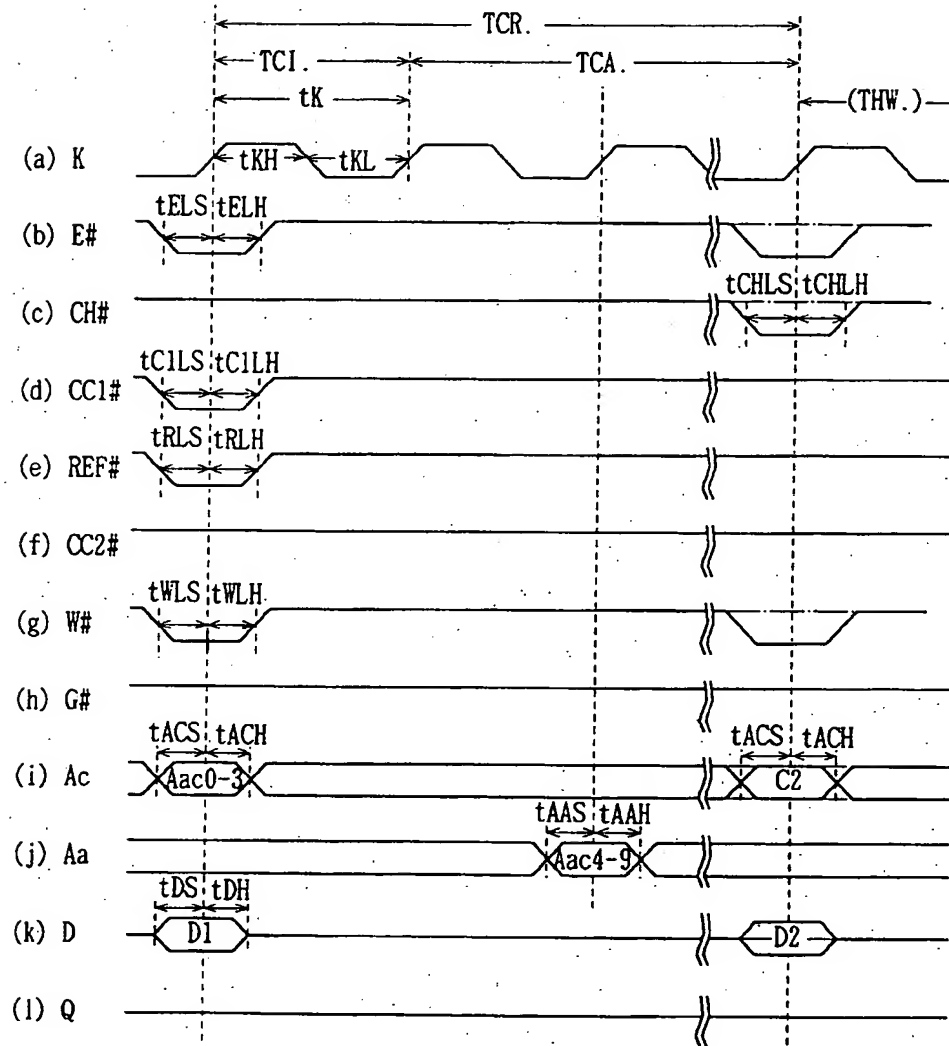 TCR.
TCI. TCA.
tK (THW.)
(a) K tKH tKL
tELS tELH
(b) E#
tCHLS tCHLH
(c) CH#
tC1LS tC1LH
(d) CC1#
tRLS tRLH
(e) REF#
(f) CC2#
tWLS tWLH
(g) W#
(h) G#
tACS tACH tACS tACH
(i) Ac Aac0-3 C2
tAAS tAAH
(j) Aa Aac4-9
tDS tDH
(k) D D1 D2
(l) Q